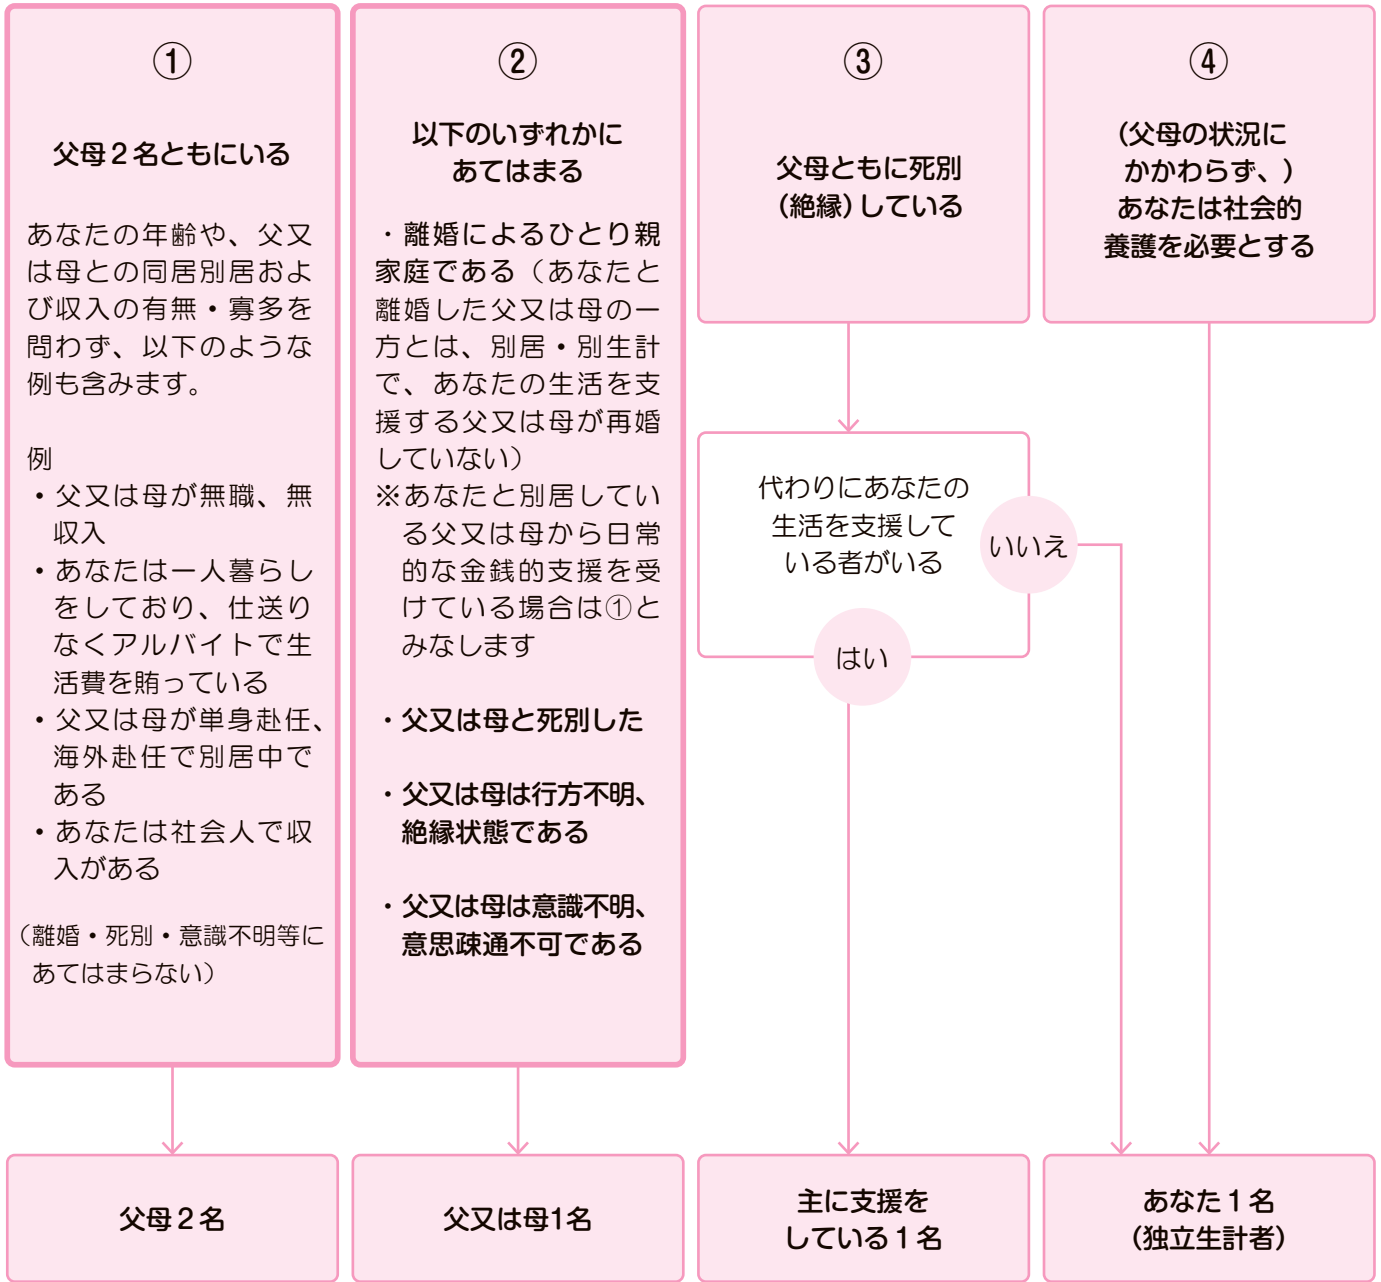 ①
父母２名ともにいる
あなたの年齢や、父又
は母との同居別居およ
び収入の有無・寡多を
問わず、以下のような
例も含みます。
例
・父又は母が無職、無
収入
・あなたは一人暮らし
をしており、仕送り
なくアルバイトで生
活費を賄っている
・父又は母が単身赴任、
海外赴任で別居中で
ある
・あなたは社会人で収
入がある
（離婚・死別・意識不明等に
あてはまらない）
②
以下のいずれかに
あてはまる
・離婚によるひとり親
家庭である（あなたと
離婚した父又は母の一
方とは、別居・別生計
で、あなたの生活を支
援する父又は母が再婚
していない）
※あなたと別居してい
る父又は母から日常
的な金銭的支援を受
けている場合は①と
みなします
・父又は母と死別した
・父又は母は行方不明、
絶縁状態である
・父又は母は意識不明、
意思疎通不可である
③
父母ともに死別
（絶縁）している
④
（父母の状況に
かかわらず、）
あなたは社会的
養護を必要とする
代わりにあなたの
生活を支援して
いる者がいる
いいえ
はい
父母２名
父又は母1名
主に支援を
している１名
あなた１名
（独立生計者）